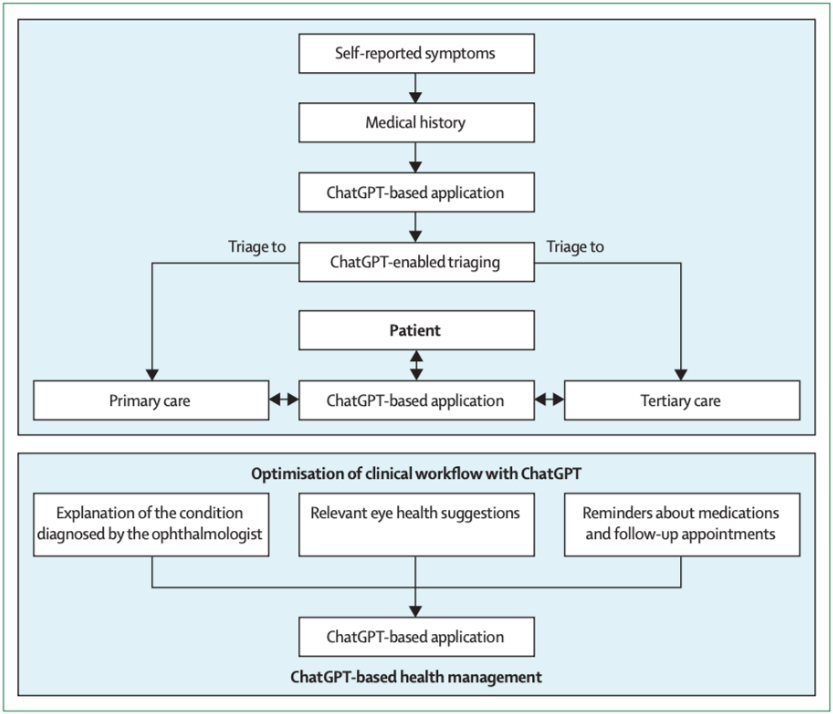 Self-reported symptoms
Medical history
ChatGPT-based application
Triage to
ChatGPT-enabled triaging
Triage to
Patient
Primary care
ChatGPT-based application
Tertiary care
Optimisation of clinical workflow with ChatGPT
Explanation of the condition
diagnosed by the ophthalmologist
Relevant eye health suggestions
Reminders about medications
and follow-up appointments
ChatGPT-based application
ChatGPT-based health management